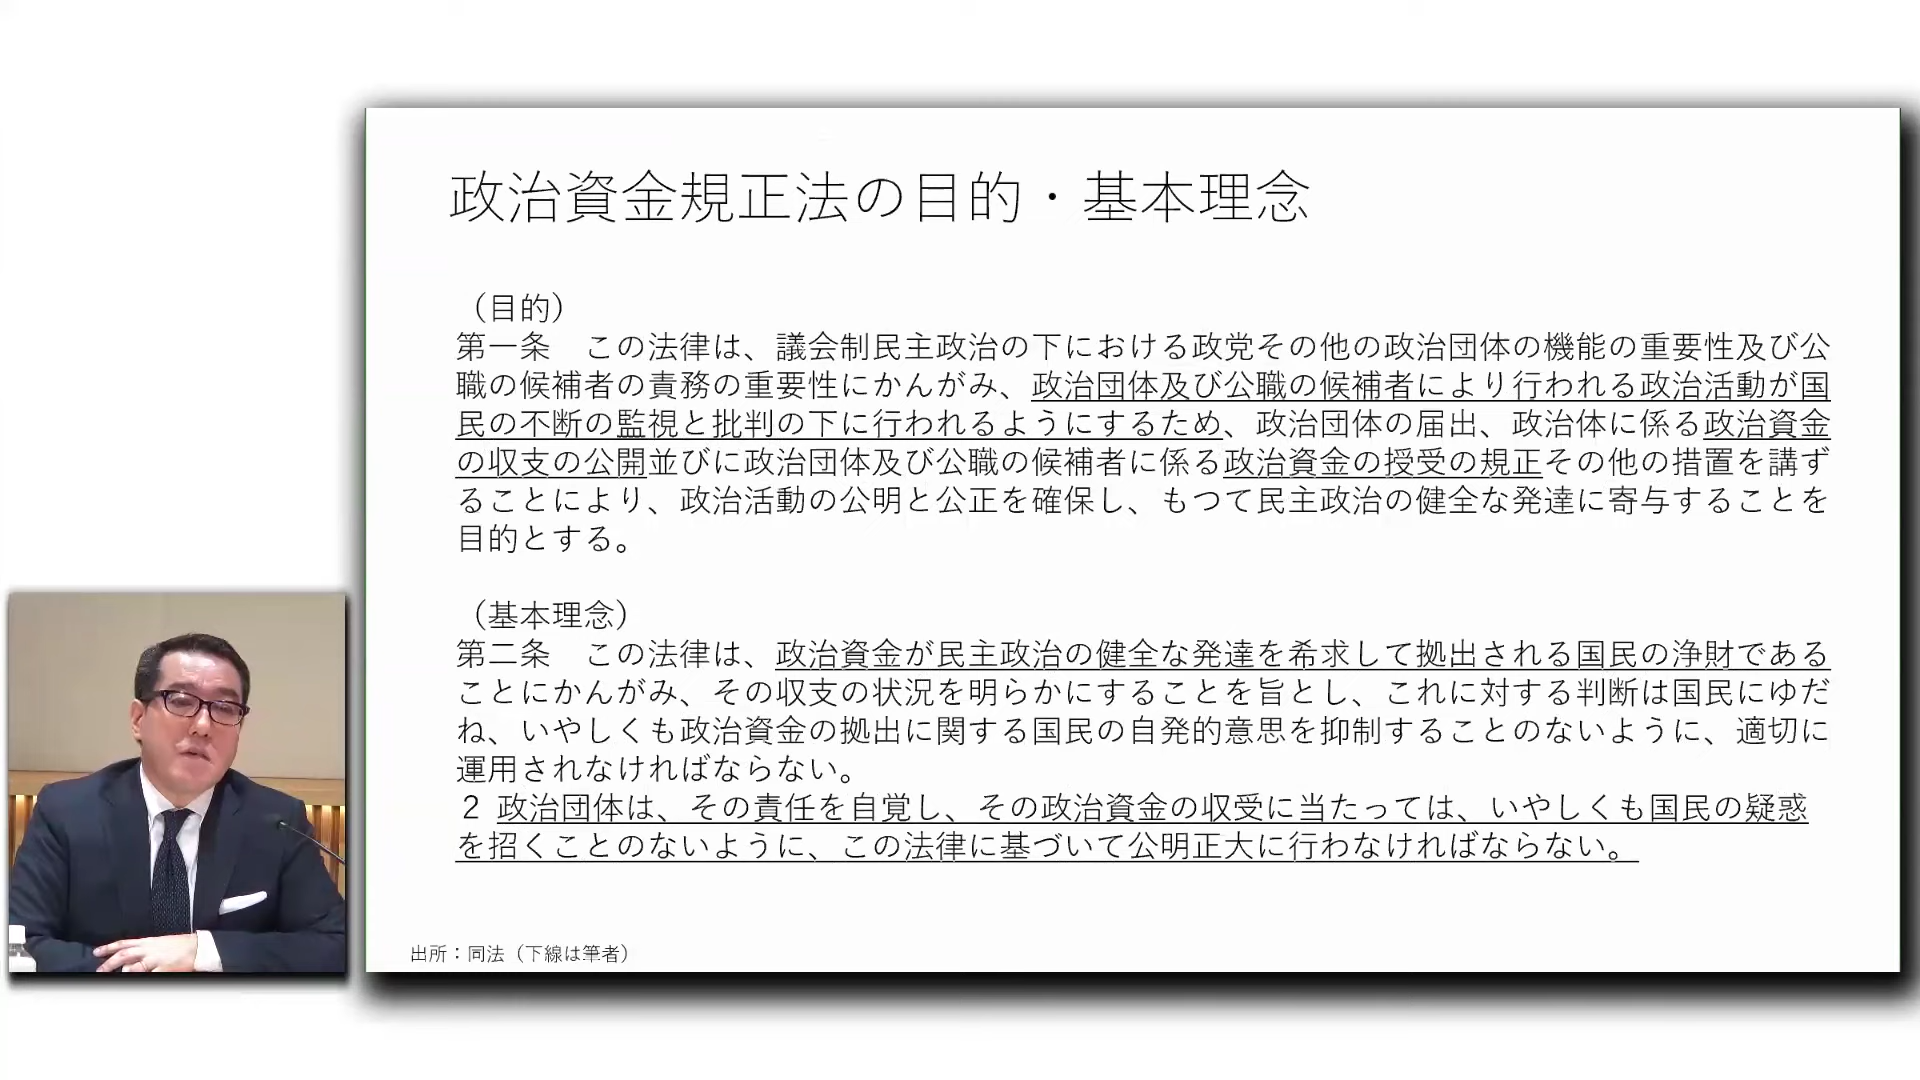 政治資金規正法の目的・基本理念
（目的）
第一条　この法律は、議会制民主政治の下における政党その他の政治団体の機能の重要性及び公
職の候補者の責務の重要性にかんがみ、政治団体及び公職の候補者により行われる政治活動が国
民の不断の監視と批判の下に行われるようにするため、政治団体の届出、政治体に係る政治資金
の収支の公開並びに政治団体及び公職の候補者に係る政治資金の授受の規正その他の措置を講ず
ることにより、政治活動の公明と公正を確保し、もつて民主政治の健全な発達に寄与することを
目的とする。
（基本理念）
第二条　この法律は、政治資金が民主政治の健全な発達を希求して拠出される国民の浄財である
ことにかんがみ、その収支の状況を明らかにすることを旨とし、これに対する判断は国民にゆだ
ね、いやしくも政治資金の拠出に関する国民の自発的意思を抑制することのないように、適切に
運用されなければならない。
２ 政治団体は、その責任を自覚し、その政治資金の収受に当たっては、いやしくも国民の疑惑
を招くことのないように、この法律に基づいて公明正大に行わなければならない。
出所：同法（下線は筆者）